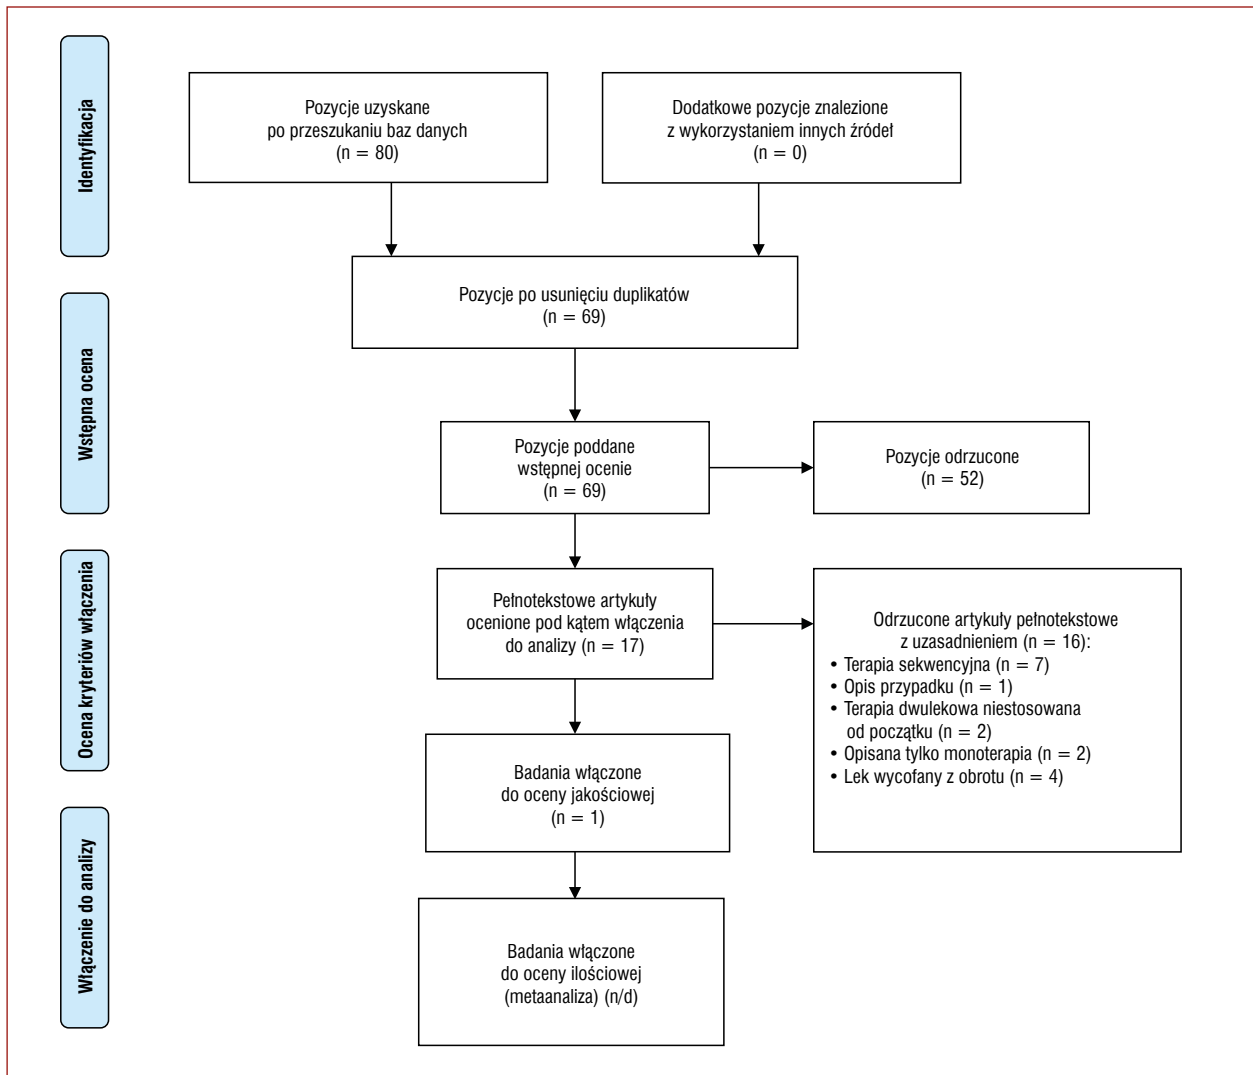 Identyfikacja
Pozycje uzyskane
po przeszukaniu baz danych
(n = 80)
Dodatkowe pozycje znalezione
z wykorzystaniem innych źródeł
(n = 0)
Pozycje po usunięciu duplikatów
(n = 69)
Wstępna ocena
Pozycje poddane
wstępnej ocenie
(n = 69)
Pozycje odrzucone
(n = 52)
Ocena kryteriów włączenia
Pełnotekstowe artykuły
ocenione pod kątem włączenia
do analizy (n = 17)
Odrzucone artykuły pełnotekstowe
z uzasadnieniem (n = 16):
• Terapia sekwencyjna (n = 7)
• Opis przypadku (n = 1)
• Terapia dwulekowa niestosowana
od początku (n = 2)
• Opisana tylko monoterapia (n = 2)
• Lek wycofany z obrotu (n = 4)
Badania włączone
do oceny jakościowej
(n = 1)
Włączenie do analizy
Badania włączone
do oceny ilościowej
(metaanaliza) (n/d)